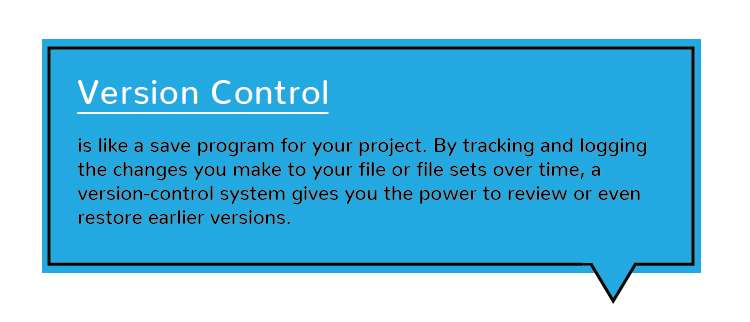 Version Control
is like a save program for your project. By tracking and logging
the changes you make to your file or file sets over time, a
version-control system gives you the power to review or even
restore earlier versions.